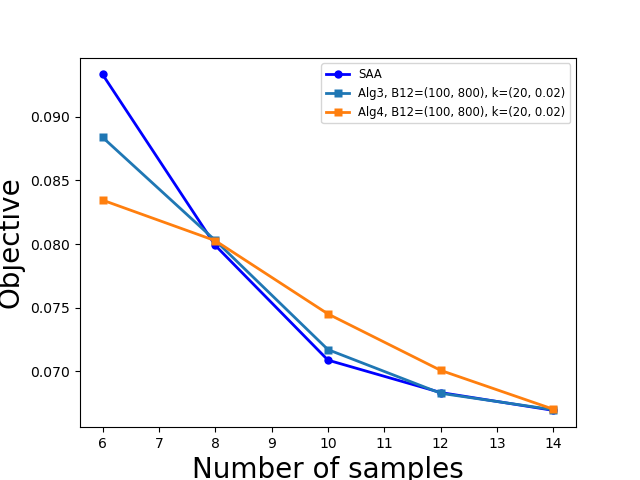 SAA
Alg3, B12=(100, 800), k=(20, 0.02)
Alg4, B12=(100, 800), k=(20, 0.02)
0.090
0.085
0.080
0.075
0.070
Objective
6 7 8 9 10 11 12 13 14
Number of samples